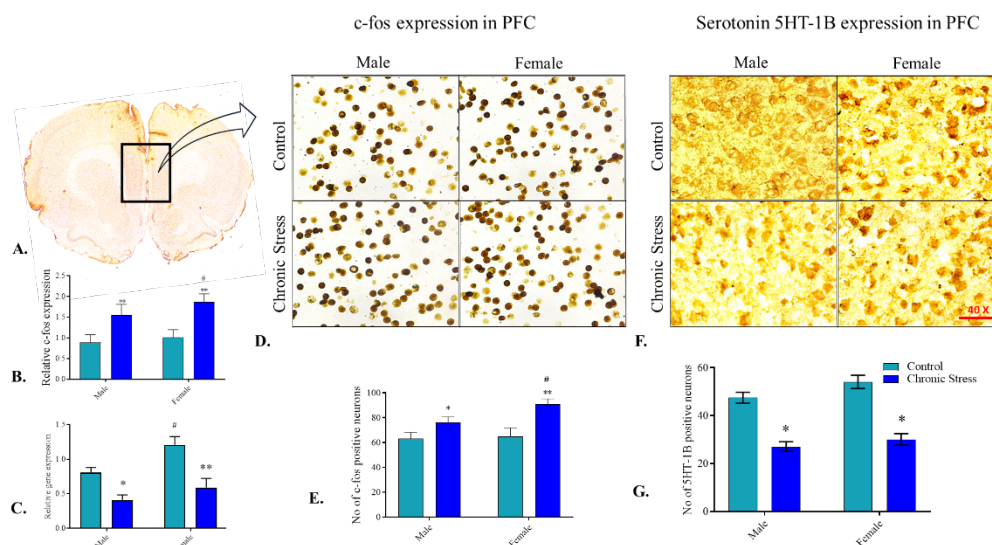 c-fos expression in PFC
Serotonin 5HT-1B expression in PFC
Male
Female
Male
Female
Control
Chronic Stress
Control
Chronic Stress
40 X
A.
D.
F.
Relative c-fos expression
2.5
2.0
1.5
1.0
0.5
0.0
**
#
**
Male
Female
B.
Relative gene expression
1.5
1.0
0.5
0.0
*
#
**
Male
Female
C.
No of c-fos positive neurons
100
80
60
40
20
0
*
#
**
Male
Female
E.
No of 5HT-1B positive neurons
60
40
20
0
*
*
Control
Chronic Stress
Male
Female
G.